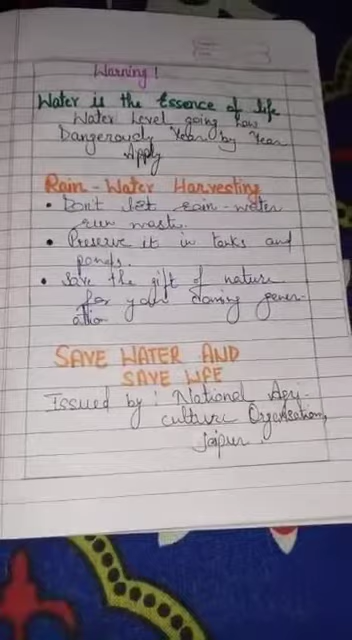 Warning!
Water is the Essence of life
Water Level going Low
Dangerously Year by Year
Apply
Rain-Water Harvesting
• Don't let rain-water
run waste.
• Preserve it in tanks and
ponds.
• Save the gift of nature
for your coming gener-
ation
SAVE WATER AND
SAVE LIFE
Issued by: National Agri-
culture Organisation,
Jaipur